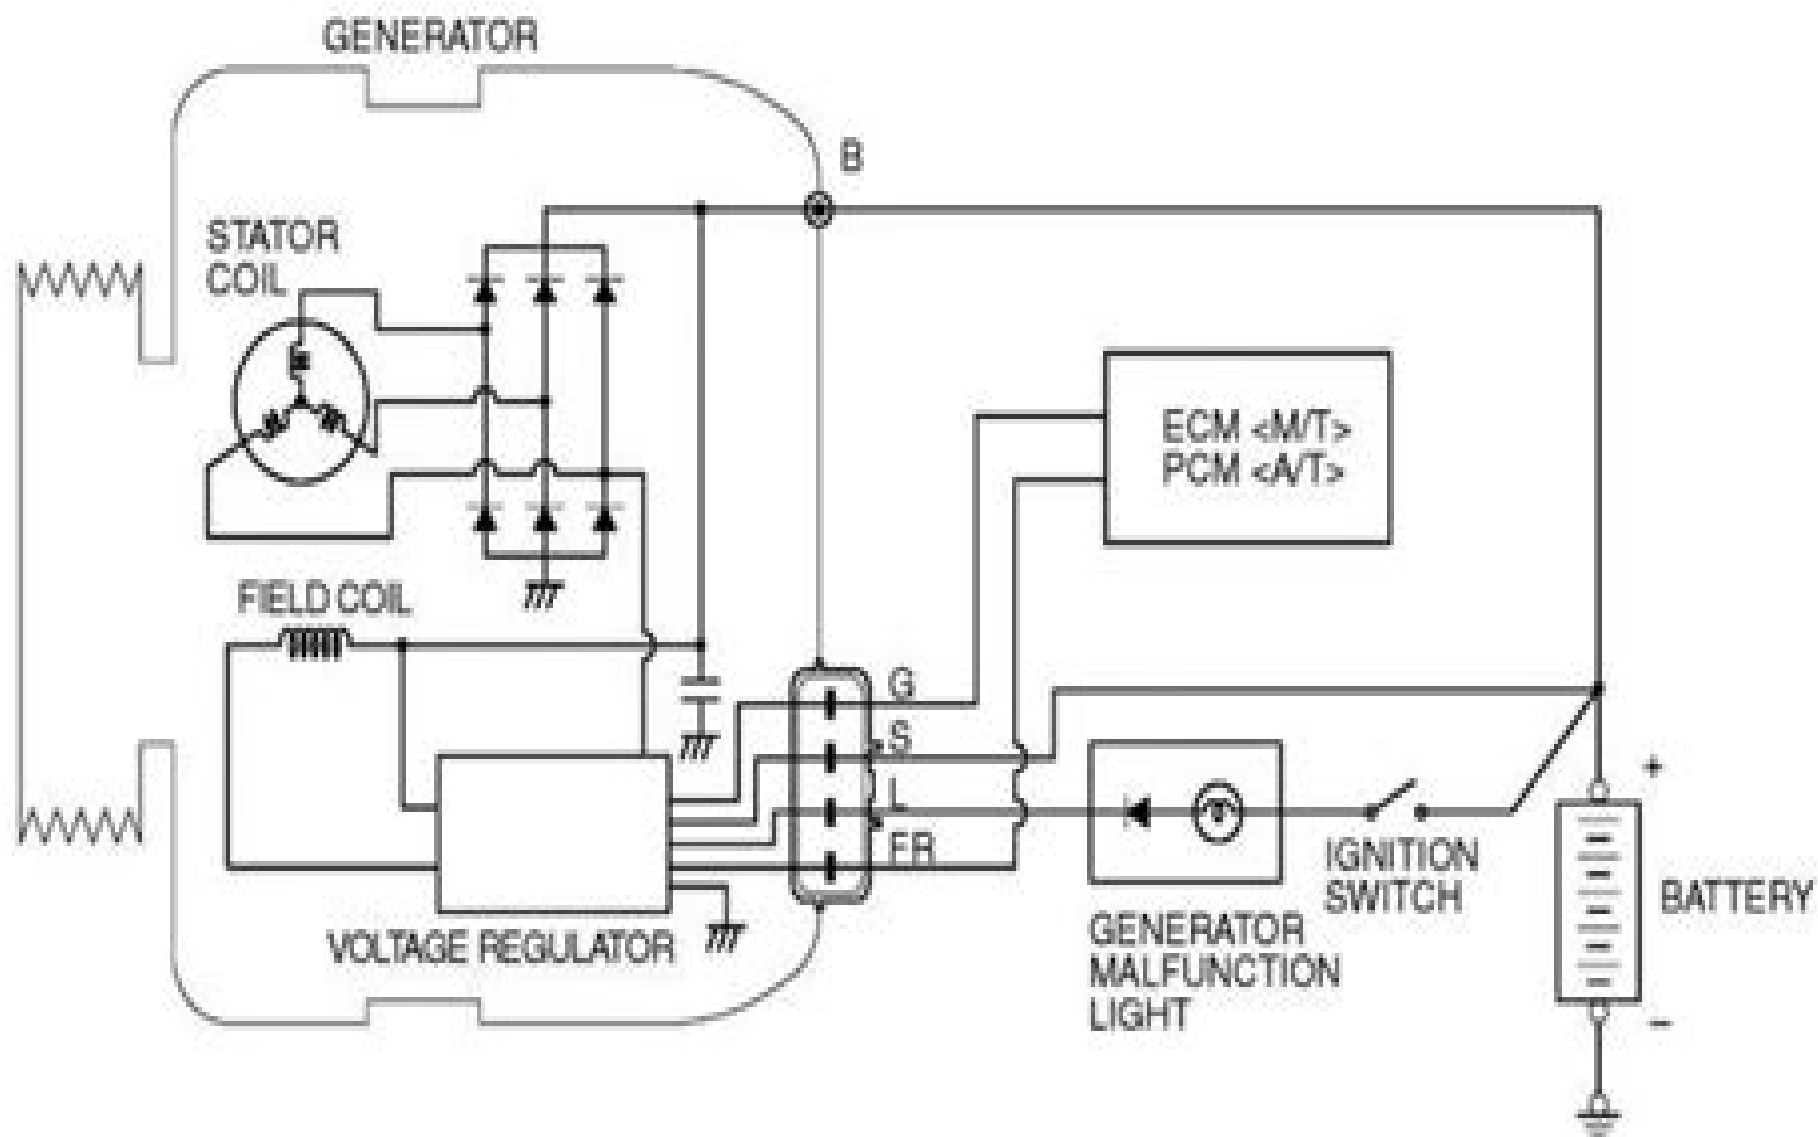 GENERATOR
B
STATOR
COIL
ECM <M/T>
PCM <A/T>
FIELD COIL
G
S
L
FR
+
IGNITION
SWITCH
BATTERY
VOLTAGE REGULATOR
GENERATOR
MALFUNCTION
LIGHT
−